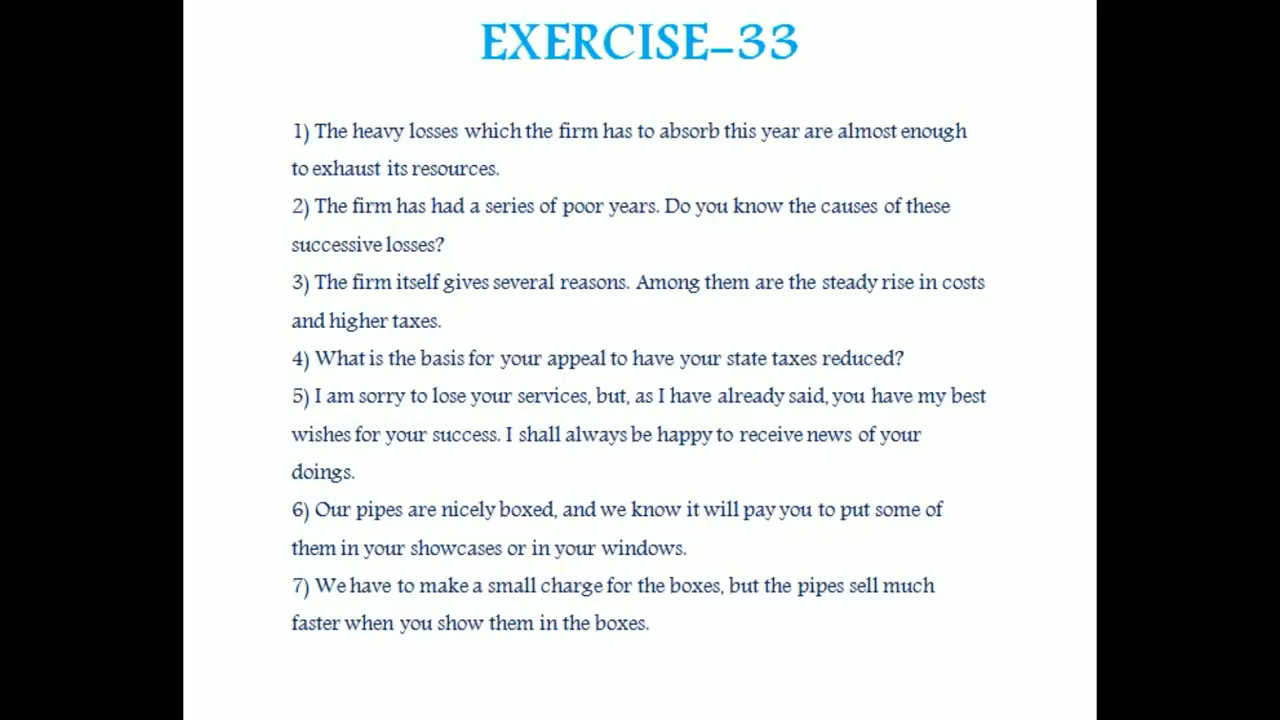 EXERCISE-33
1) The heavy losses which the firm has to absorb this year are almost enough
to exhaust its resources.
2) The firm has had a series of poor years. Do you know the causes of these
successive losses?
3) The firm itself gives several reasons. Among them are the steady rise in costs
and higher taxes.
4) What is the basis for your appeal to have your state taxes reduced?
5) I am sorry to lose your services, but, as I have already said, you have my best
wishes for your success. I shall always be happy to receive news of your
doings.
6) Our pipes are nicely boxed, and we know it will pay you to put some of
them in your showcases or in your windows.
7) We have to make a small charge for the boxes, but the pipes sell much
faster when you show them in the boxes.